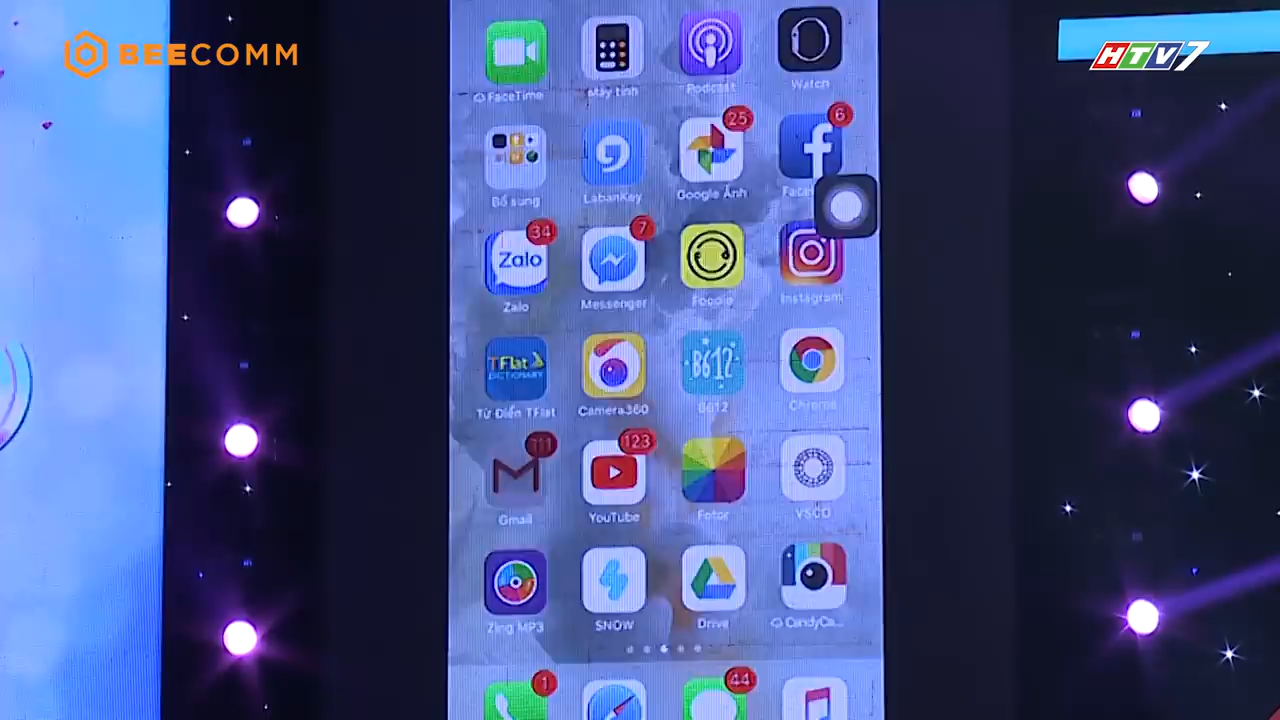 BEECOMM
HTV7
FaceTime
Máy tính
Podcast
Watch
25
6
Bổ sung
LabanKey
Google Ảnh
34
7
Zalo
Zalo
Messenger
Foodie
Instagram
TFlat
DICTIONARY
B612
Từ Điển TFlat
Camera360
B612
Chrome
111
123
Gmail
YouTube
Fotor
VSCO
Zing MP3
SNOW
Drive
CandyCa...
1
44